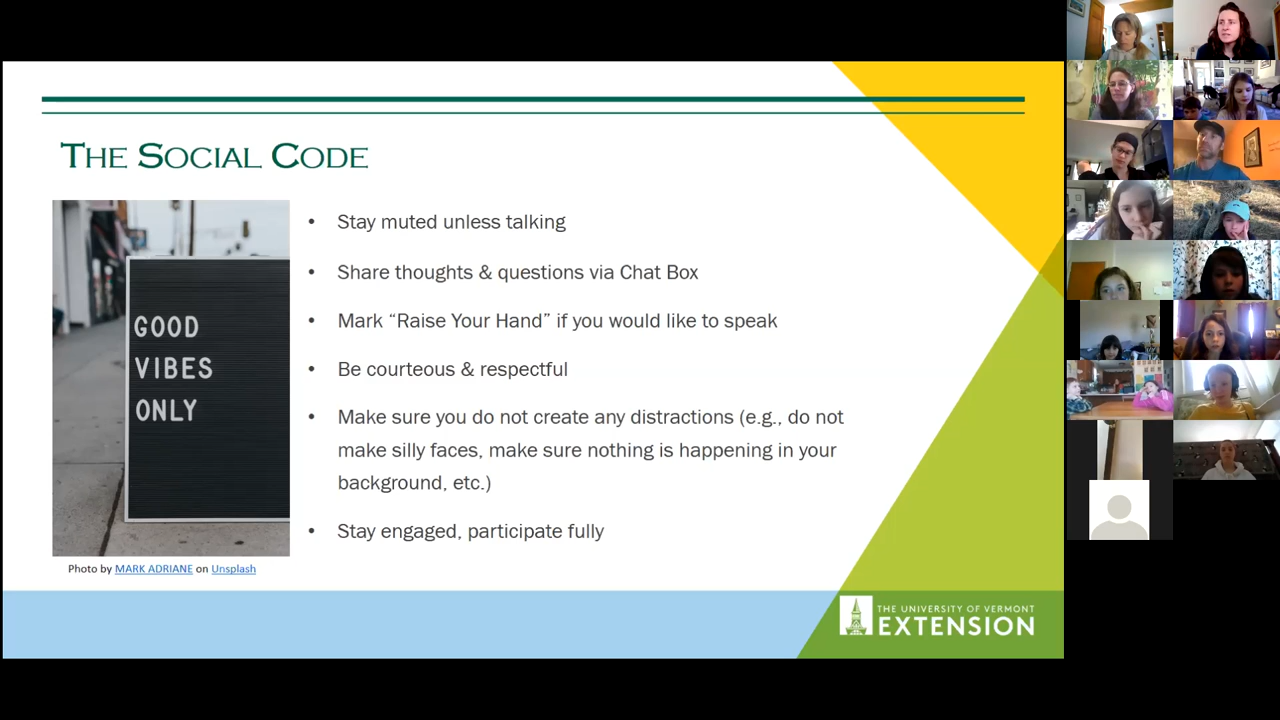 THE SOCIAL CODE
GOOD
VIBES
ONLY
Photo by MARK ADRIANE on Unsplash
• Stay muted unless talking
• Share thoughts & questions via Chat Box
• Mark “Raise Your Hand” if you would like to speak
• Be courteous & respectful
• Make sure you do not create any distractions (e.g., do not
make silly faces, make sure nothing is happening in your
background, etc.)
• Stay engaged, participate fully
THE UNIVERSITY OF VERMONT
EXTENSION